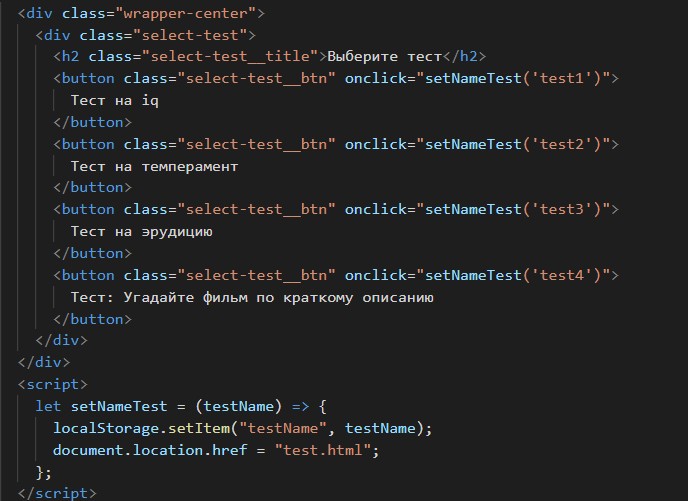 <div class="wrapper-center">
<div class="select-test">
<h2 class="select-test__title">Выберите тест</h2>
<button class="select-test__btn" onclick="setNameTest('test1')">
Тест на iq
</button>
<button class="select-test__btn" onclick="setNameTest('test2')">
Тест на темперамент
</button>
<button class="select-test__btn" onclick="setNameTest('test3')">
Тест на эрудицию
</button>
<button class="select-test__btn" onclick="setNameTest('test4')">
Тест: Угадайте фильм по краткому описанию
</button>
</div>
</div>
<script>
let setNameTest = (testName) => {
localStorage.setItem("testName", testName);
document.location.href = "test.html";
};
</script>